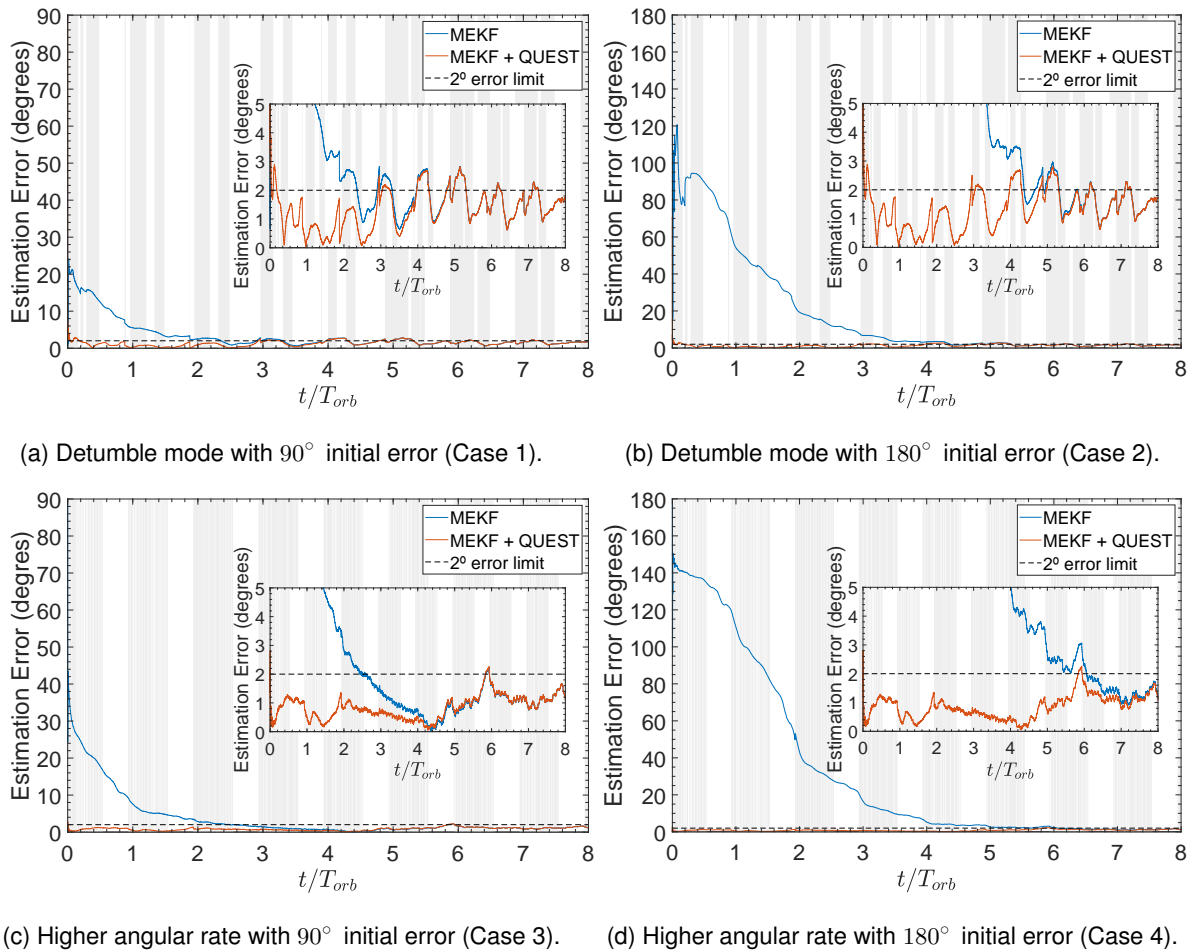 90
80
70
60
50
40
30
20
10
0
Estimation Error (degrees)
MEKF
MEKF + QUEST
2º error limit
5
4
3
2
1
0
Estimation Error (degrees)
0 1 2 3 4 5 6 7 8
t/T_orb
0 1 2 3 4 5 6 7 8
t/T_orb
(a) Detumble mode with 90° initial error (Case 1).
180
160
140
120
100
80
60
40
20
0
Estimation Error (degrees)
MEKF
MEKF + QUEST
2º error limit
5
4
3
2
1
0
Estimation Error (degrees)
0 1 2 3 4 5 6 7 8
t/T_orb
0 1 2 3 4 5 6 7 8
t/T_orb
(b) Detumble mode with 180° initial error (Case 2).
90
80
70
60
50
40
30
20
10
0
Estimation Error (degrees)
MEKF
MEKF + QUEST
2º error limit
5
4
3
2
1
0
Estimation Error (degrees)
0 1 2 3 4 5 6 7 8
t/T_orb
0 1 2 3 4 5 6 7 8
t/T_orb
(c) Higher angular rate with 90° initial error (Case 3).
180
160
140
120
100
80
60
40
20
0
Estimation Error (degrees)
MEKF
MEKF + QUEST
2º error limit
5
4
3
2
1
0
Estimation Error (degrees)
0 1 2 3 4 5 6 7 8
t/T_orb
0 1 2 3 4 5 6 7 8
t/T_orb
(d) Higher angular rate with 180° initial error (Case 4).